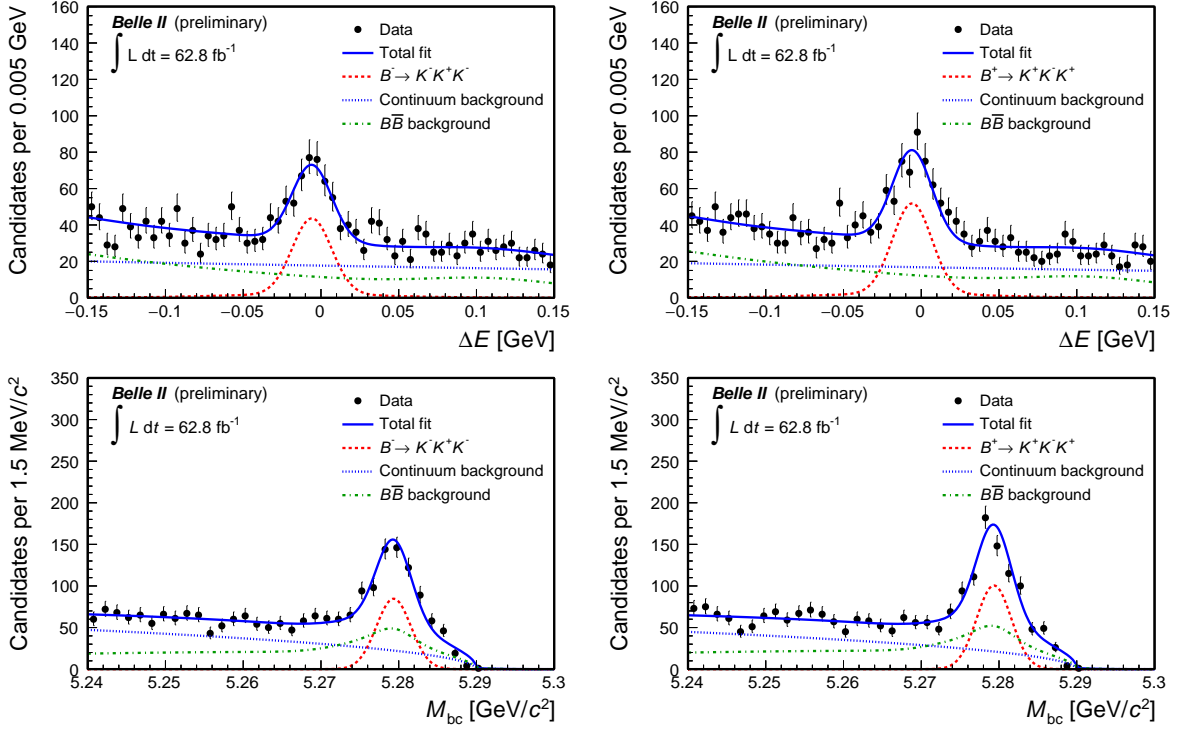 Belle II (preliminary)
∫ L dt = 62.8 fb⁻¹
Data
Total fit
B⁻→ K⁻K⁺K⁻
Continuum background
BB̅ background
Candidates per 0.005 GeV
160
140
120
100
80
60
40
20
0
−0.15 −0.1 −0.05 0 0.05 0.1 0.15
ΔE [GeV]
Belle II (preliminary)
∫ L dt = 62.8 fb⁻¹
Data
Total fit
B⁺→ K⁺K⁻K⁺
Continuum background
BB̅ background
Candidates per 0.005 GeV
160
140
120
100
80
60
40
20
0
−0.15 −0.1 −0.05 0 0.05 0.1 0.15
ΔE [GeV]
Belle II (preliminary)
∫ L dt = 62.8 fb⁻¹
Data
Total fit
B⁻→ K⁻K⁺K⁻
Continuum background
BB̅ background
Candidates per 1.5 MeV/c²
350
300
250
200
150
100
50
0
5.24 5.25 5.26 5.27 5.28 5.29 5.3
M_bc [GeV/c²]
Belle II (preliminary)
∫ L dt = 62.8 fb⁻¹
Data
Total fit
B⁺→ K⁺K⁻K⁺
Continuum background
BB̅ background
Candidates per 1.5 MeV/c²
350
300
250
200
150
100
50
0
5.24 5.25 5.26 5.27 5.28 5.29 5.3
M_bc [GeV/c²]